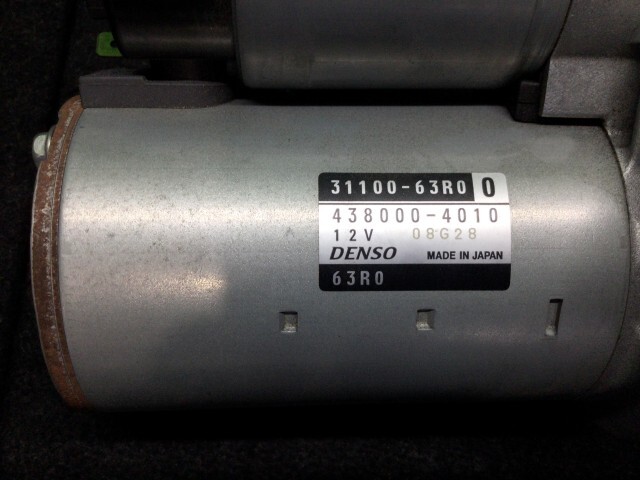 31100-63R0 0
438000-4010
12V 08G28
DENSO MADE IN JAPAN
63R0